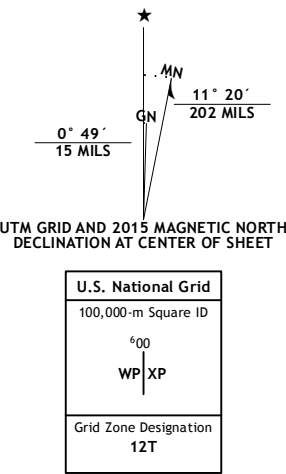 ★
MN
GN
11° 20´
202 MILS
0° 49´
15 MILS
UTM GRID AND 2015 MAGNETIC NORTH
DECLINATION AT CENTER OF SHEET
U.S. National Grid
100,000-m Square ID
⁶00
WP XP
Grid Zone Designation
12T